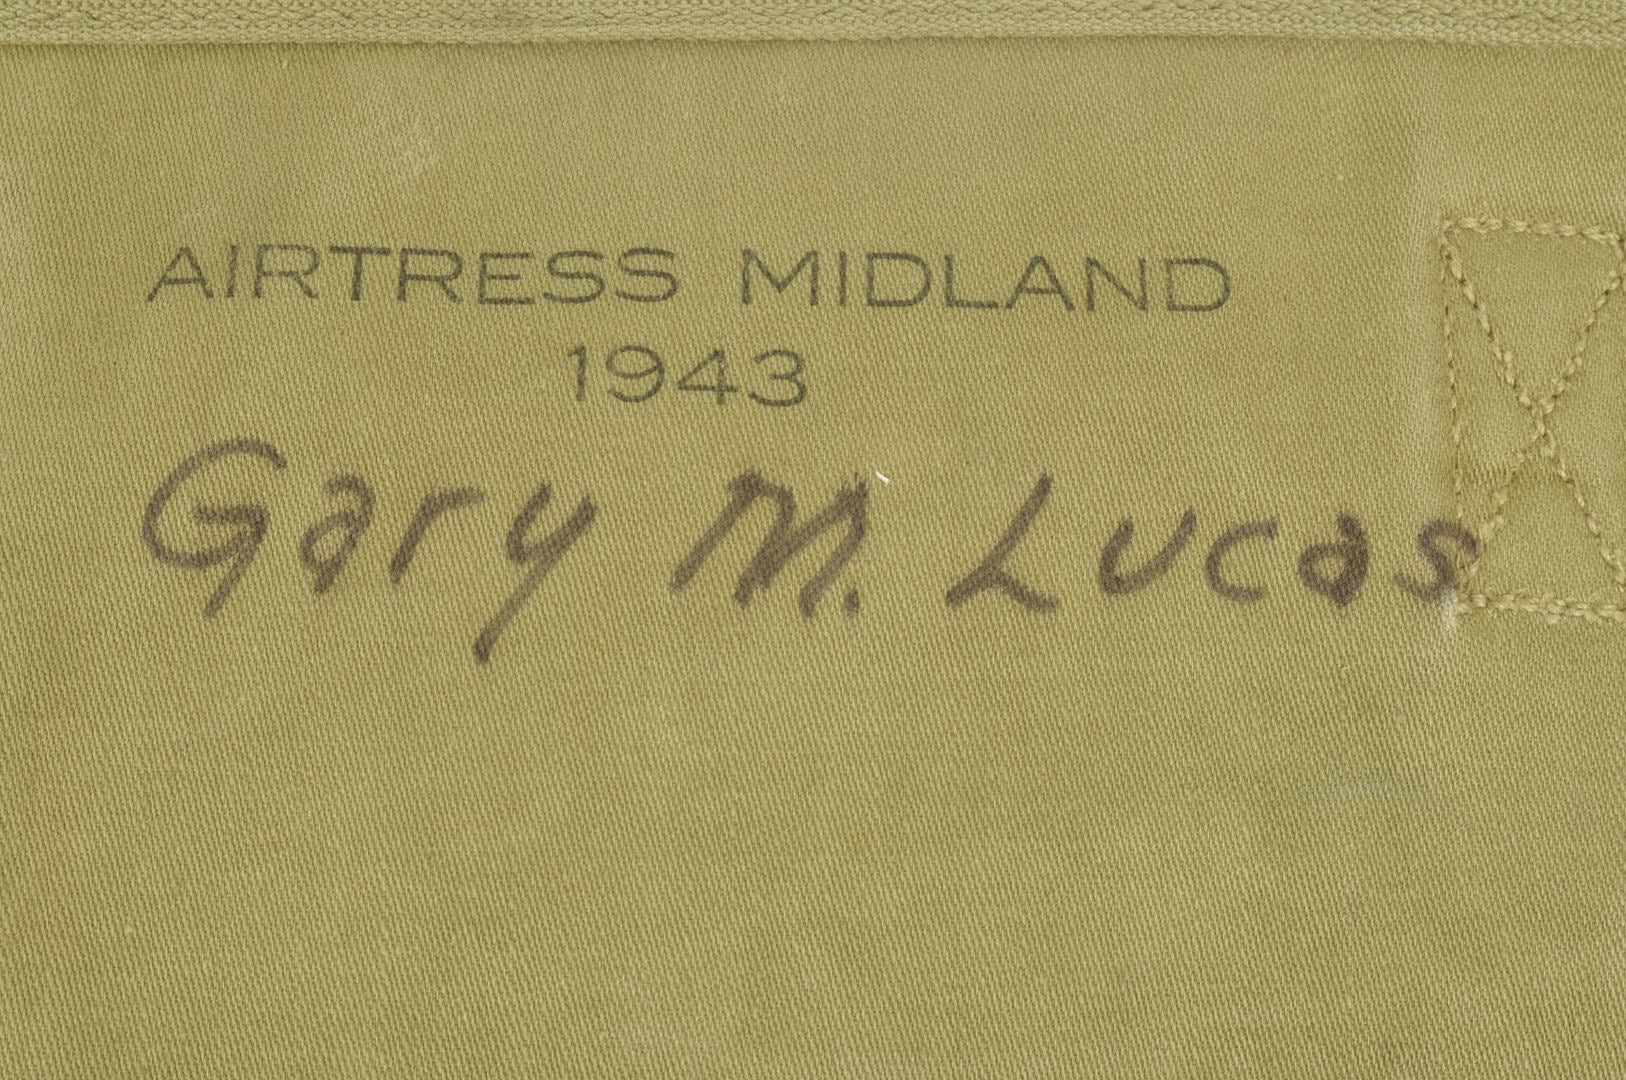 AIRTRESS MIDLAND
1943
Gary M. Lucas